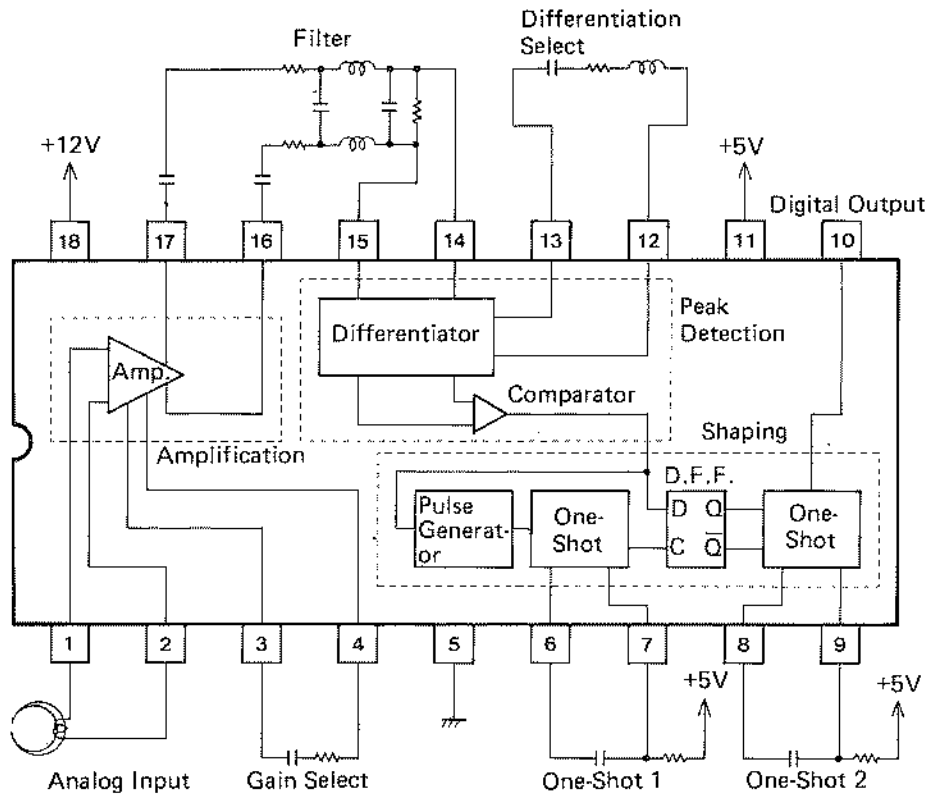 Filter
Differentiation
Select
+12V
+5V
Digital Output
18
17
16
15
14
13
12
11
10
Differentiator
Peak
Detection
Amp.
Comparator
Amplification
Shaping
D.F.F.
Pulse
Generat-
or
One-
Shot
D Q
C Q̅
One-
Shot
1
2
3
4
5
6
7
8
9
+5V
+5V
Analog Input
Gain Select
One-Shot 1
One-Shot 2